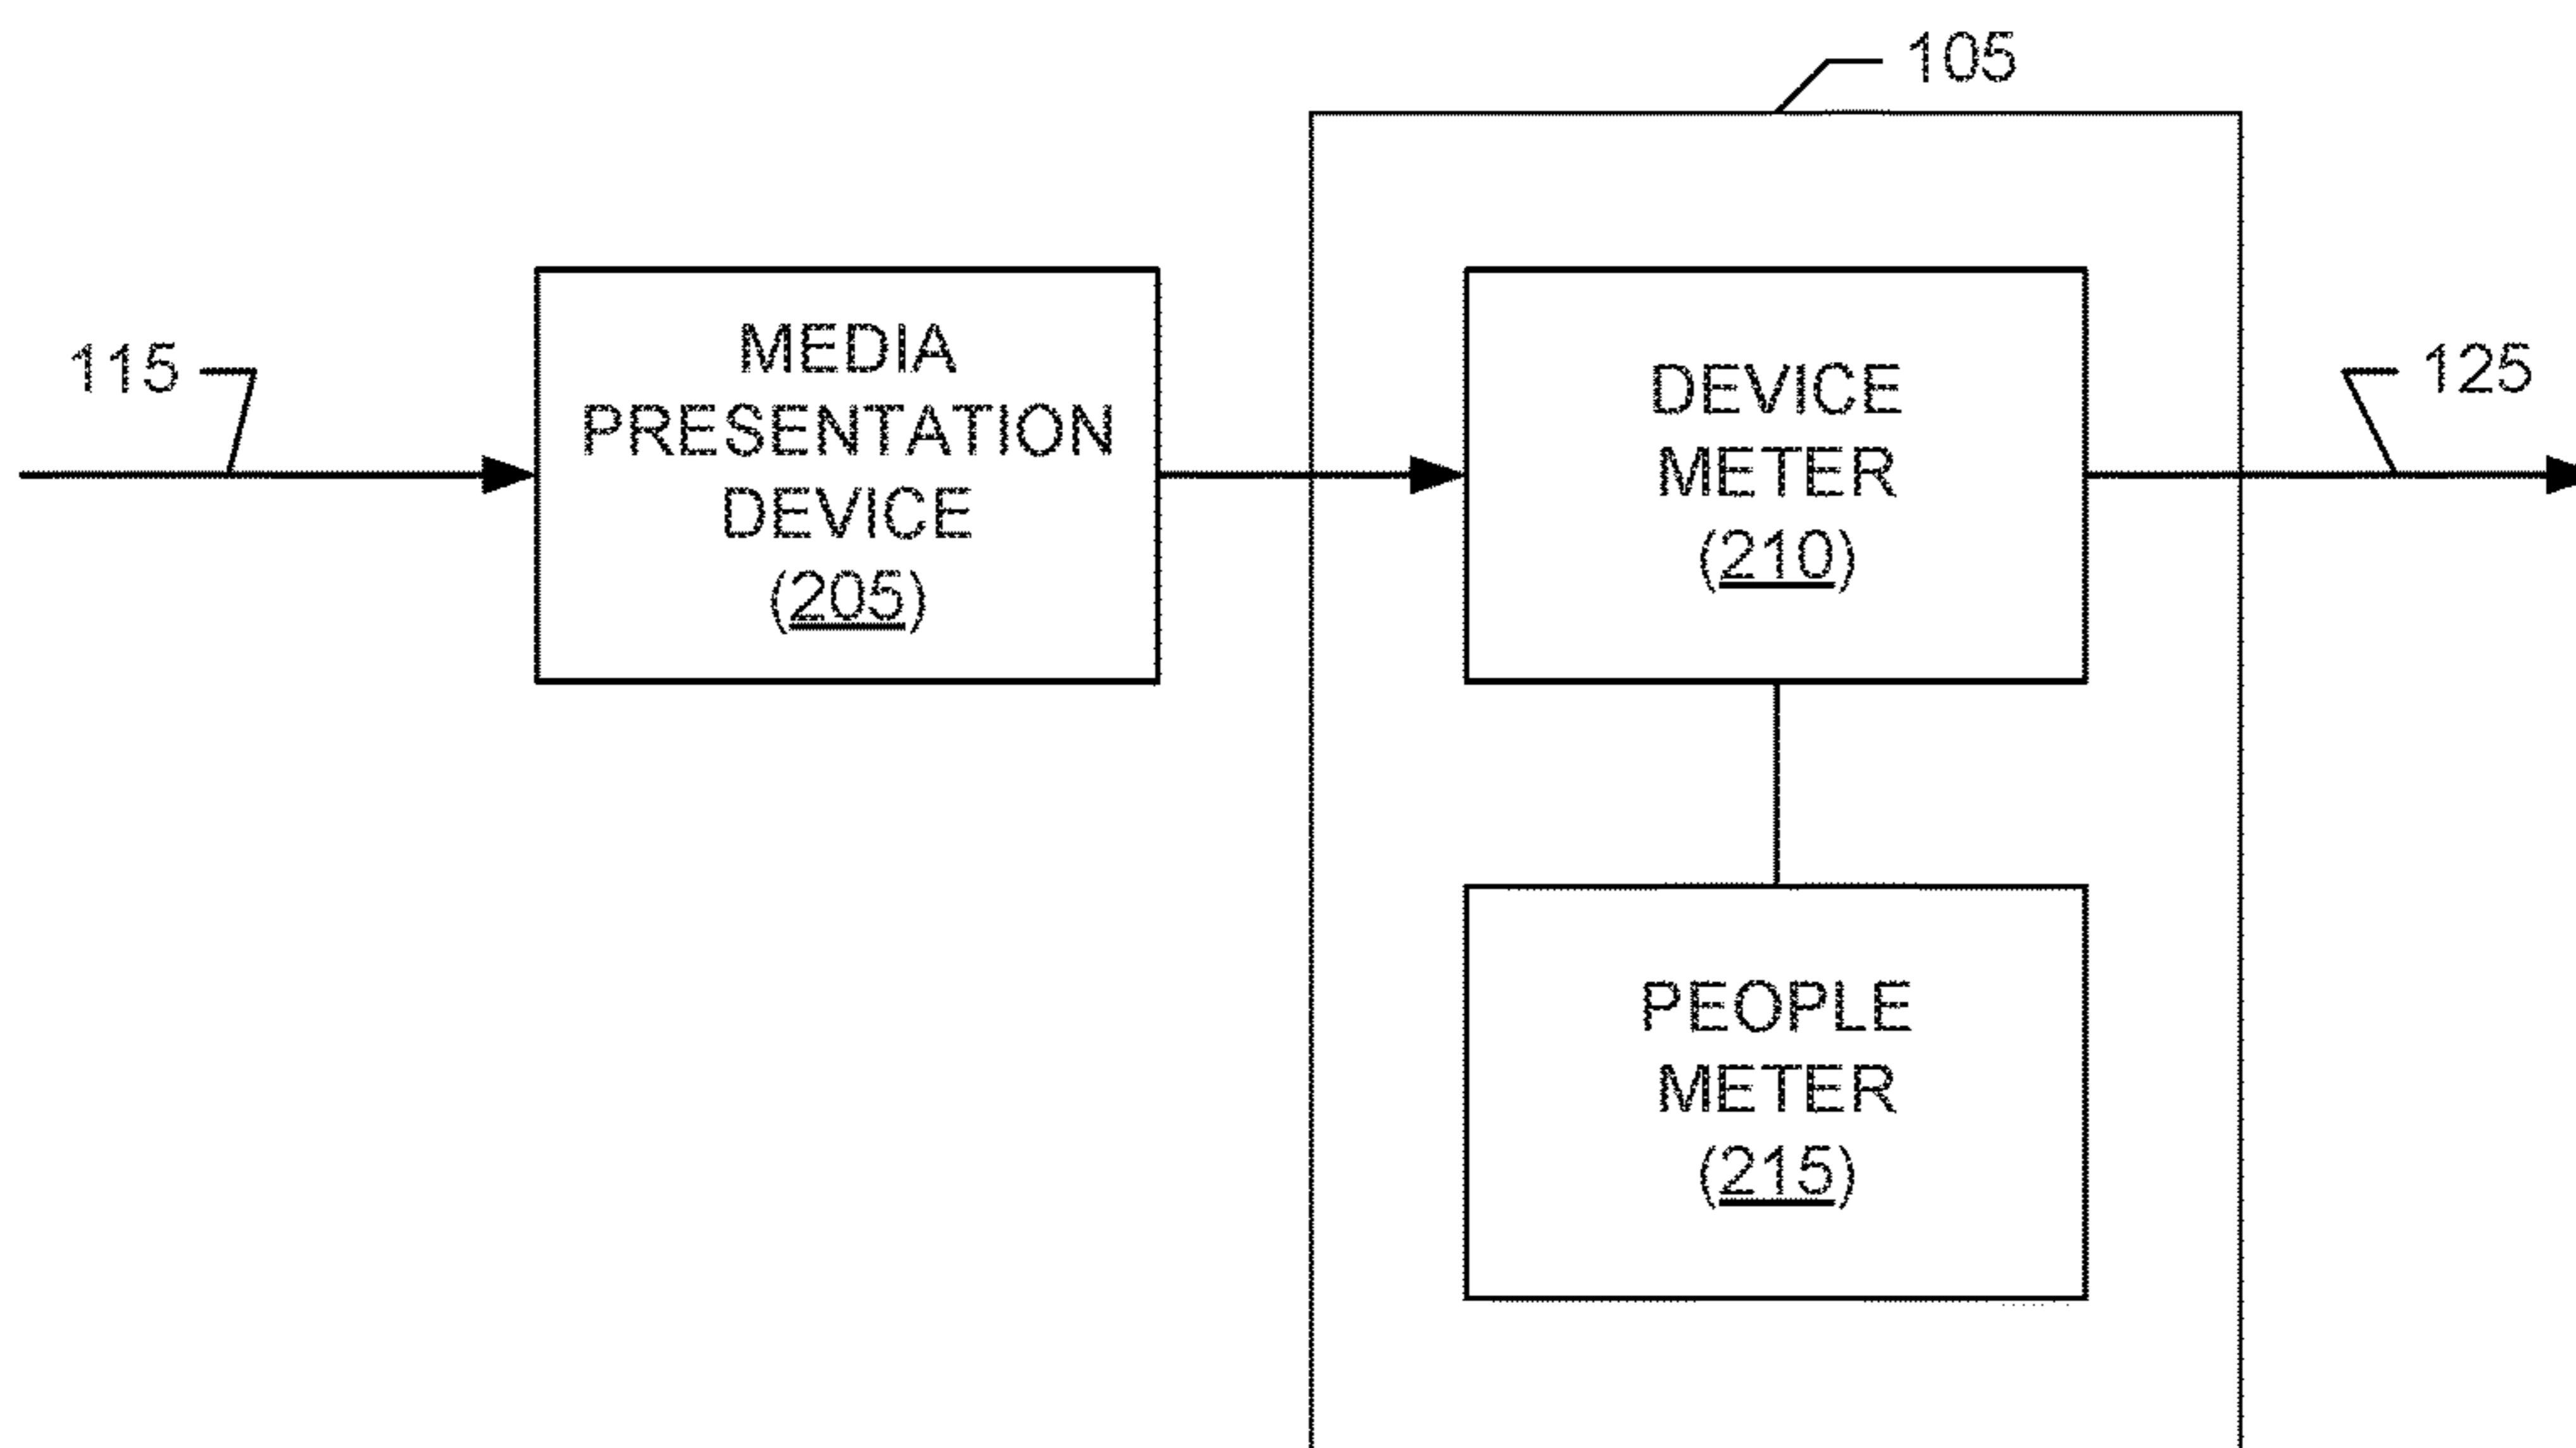 105
115
MEDIA
PRESENTATION
DEVICE
(205)
DEVICE
METER
(210)
125
PEOPLE
METER
(215)